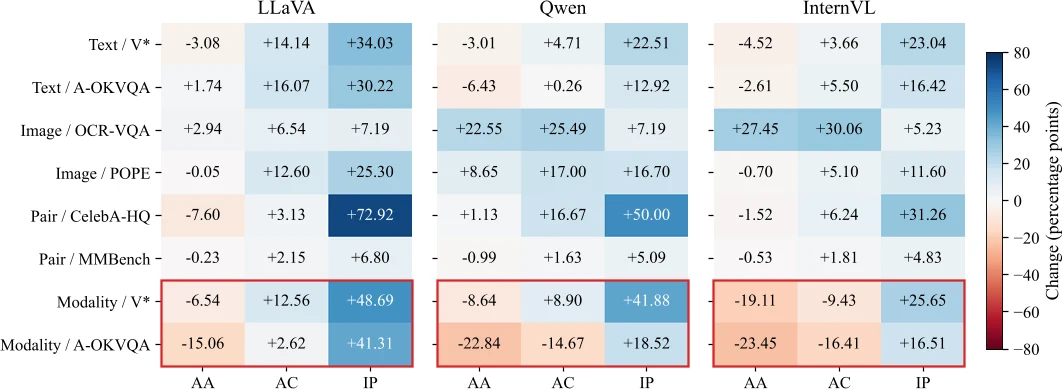 LLaVA Qwen InternVL
Text / V* -3.08 +14.14 +34.03 -3.01 +4.71 +22.51 -4.52 +3.66 +23.04
Text / A-OKVQA +1.74 +16.07 +30.22 -6.43 +0.26 +12.92 -2.61 +5.50 +16.42
Image / OCR-VQA +2.94 +6.54 +7.19 +22.55 +25.49 +7.19 +27.45 +30.06 +5.23
Image / POPE -0.05 +12.60 +25.30 +8.65 +17.00 +16.70 -0.70 +5.10 +11.60
Pair / CelebA-HQ -7.60 +3.13 +72.92 +1.13 +16.67 +50.00 -1.52 +6.24 +31.26
Pair / MMBench -0.23 +2.15 +6.80 -0.99 +1.63 +5.09 -0.53 +1.81 +4.83
Modality / V* -6.54 +12.56 +48.69 -8.64 +8.90 +41.88 -19.11 -9.43 +25.65
Modality / A-OKVQA -15.06 +2.62 +41.31 -22.84 -14.67 +18.52 -23.45 -16.41 +16.51
AA AC IP AA AC IP AA AC IP
80
60
40
20
0
−20
−40
−60
−80
Change (percentage points)